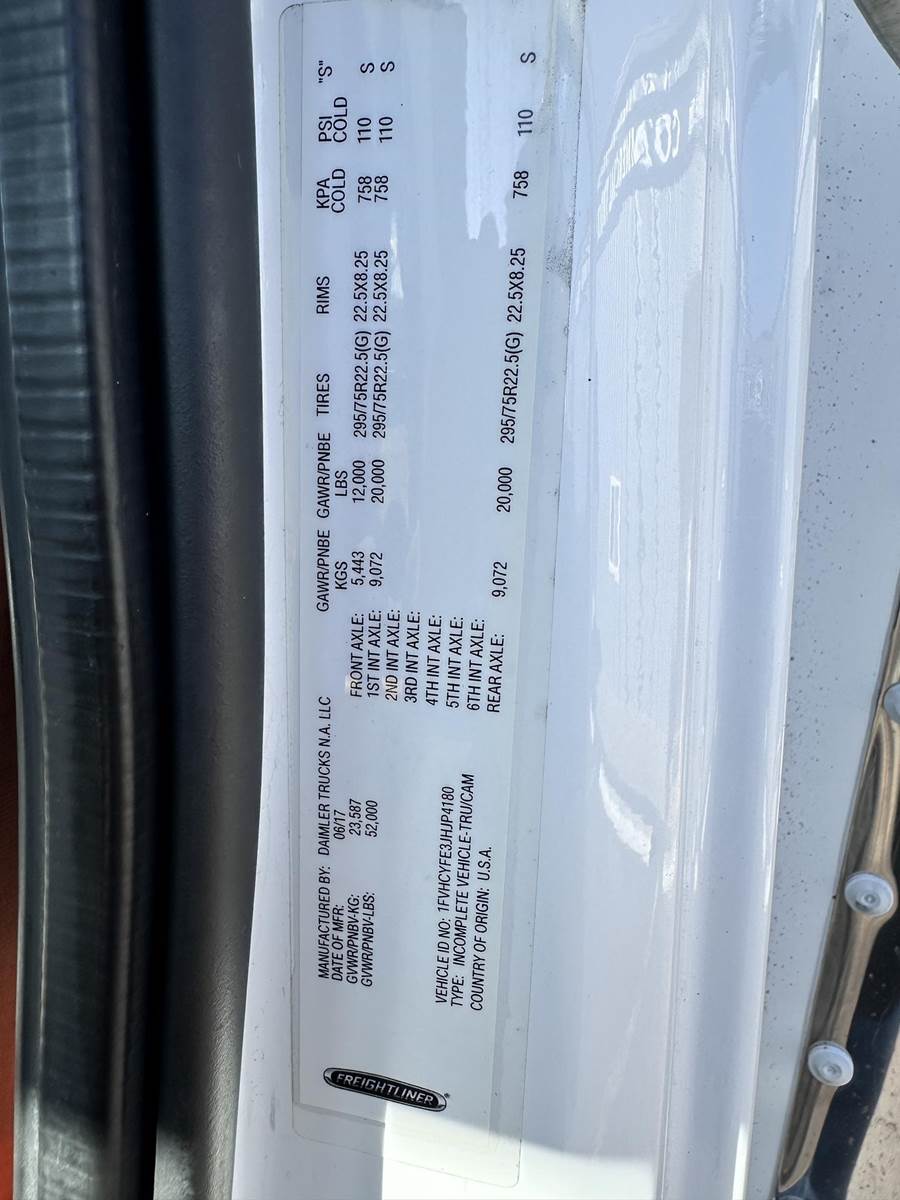 FREIGHTLINER
MANUFACTURED BY: DAIMLER TRUCKS N.A. LLC
DATE OF MFR: 06/17
GVWR/PNBV-KG: 23,587
GVWR/PNBV-LBS: 52,000
VEHICLE ID NO: 1FVHCYFE3JHJP4180
TYPE: INCOMPLETE VEHICLE-TRU/CAM
COUNTRY OF ORIGIN: U.S.A.
GAWR/PNBE GAWR/PNBE TIRES RIMS KPA PSI "S"
KGS LBS COLD COLD
FRONT AXLE: 5,443 12,000 295/75R22.5(G) 22.5X8.25 758 110 S
1ST INT AXLE: 9,072 20,000 295/75R22.5(G) 22.5X8.25 758 110 S
2ND INT AXLE:
3RD INT AXLE:
4TH INT AXLE:
5TH INT AXLE:
6TH INT AXLE:
REAR AXLE: 9,072 20,000 295/75R22.5(G) 22.5X8.25 758 110 S